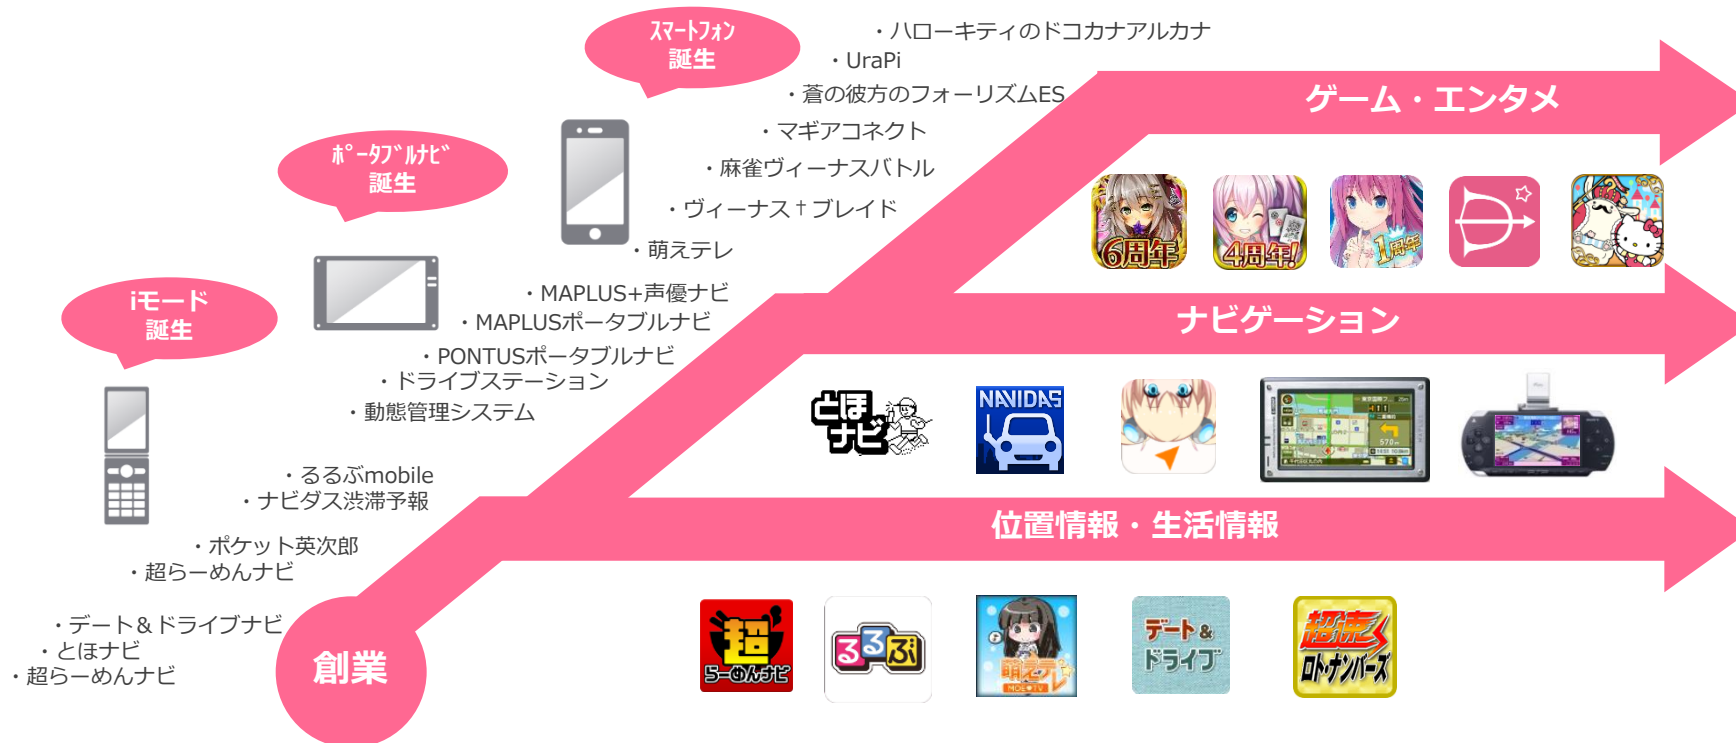 スマートフォン
誕生
・ハローキティのドコカナアルカナ
・UraPi
・蒼の彼方のフォーリズムES
・マギアコネクト
・麻雀ヴィーナスバトル
・ヴィーナス†ブレイド
・萌えテレ
ゲーム・エンタメ
6周年
4周年!
1周年
ポータブルナビ
誕生
・MAPLUS+声優ナビ
・MAPLUSポータブルナビ
・PONTUSポータブルナビ
・ドライブステーション
・動態管理システム
ナビゲーション
とほ
ナビ
NAVIDAS
570m
iモード
誕生
・るるぶmobile
・ナビダス渋滞予報
・ポケット英次郎
・超らーめんナビ
・デート＆ドライブナビ
・とほナビ
・超らーめんナビ
創業
位置情報・生活情報
超
らーめんナビ
るるぶ
萌えテレ
MOE♥TV
デート&
ドライブ
超速
ロト・ナンバーズ